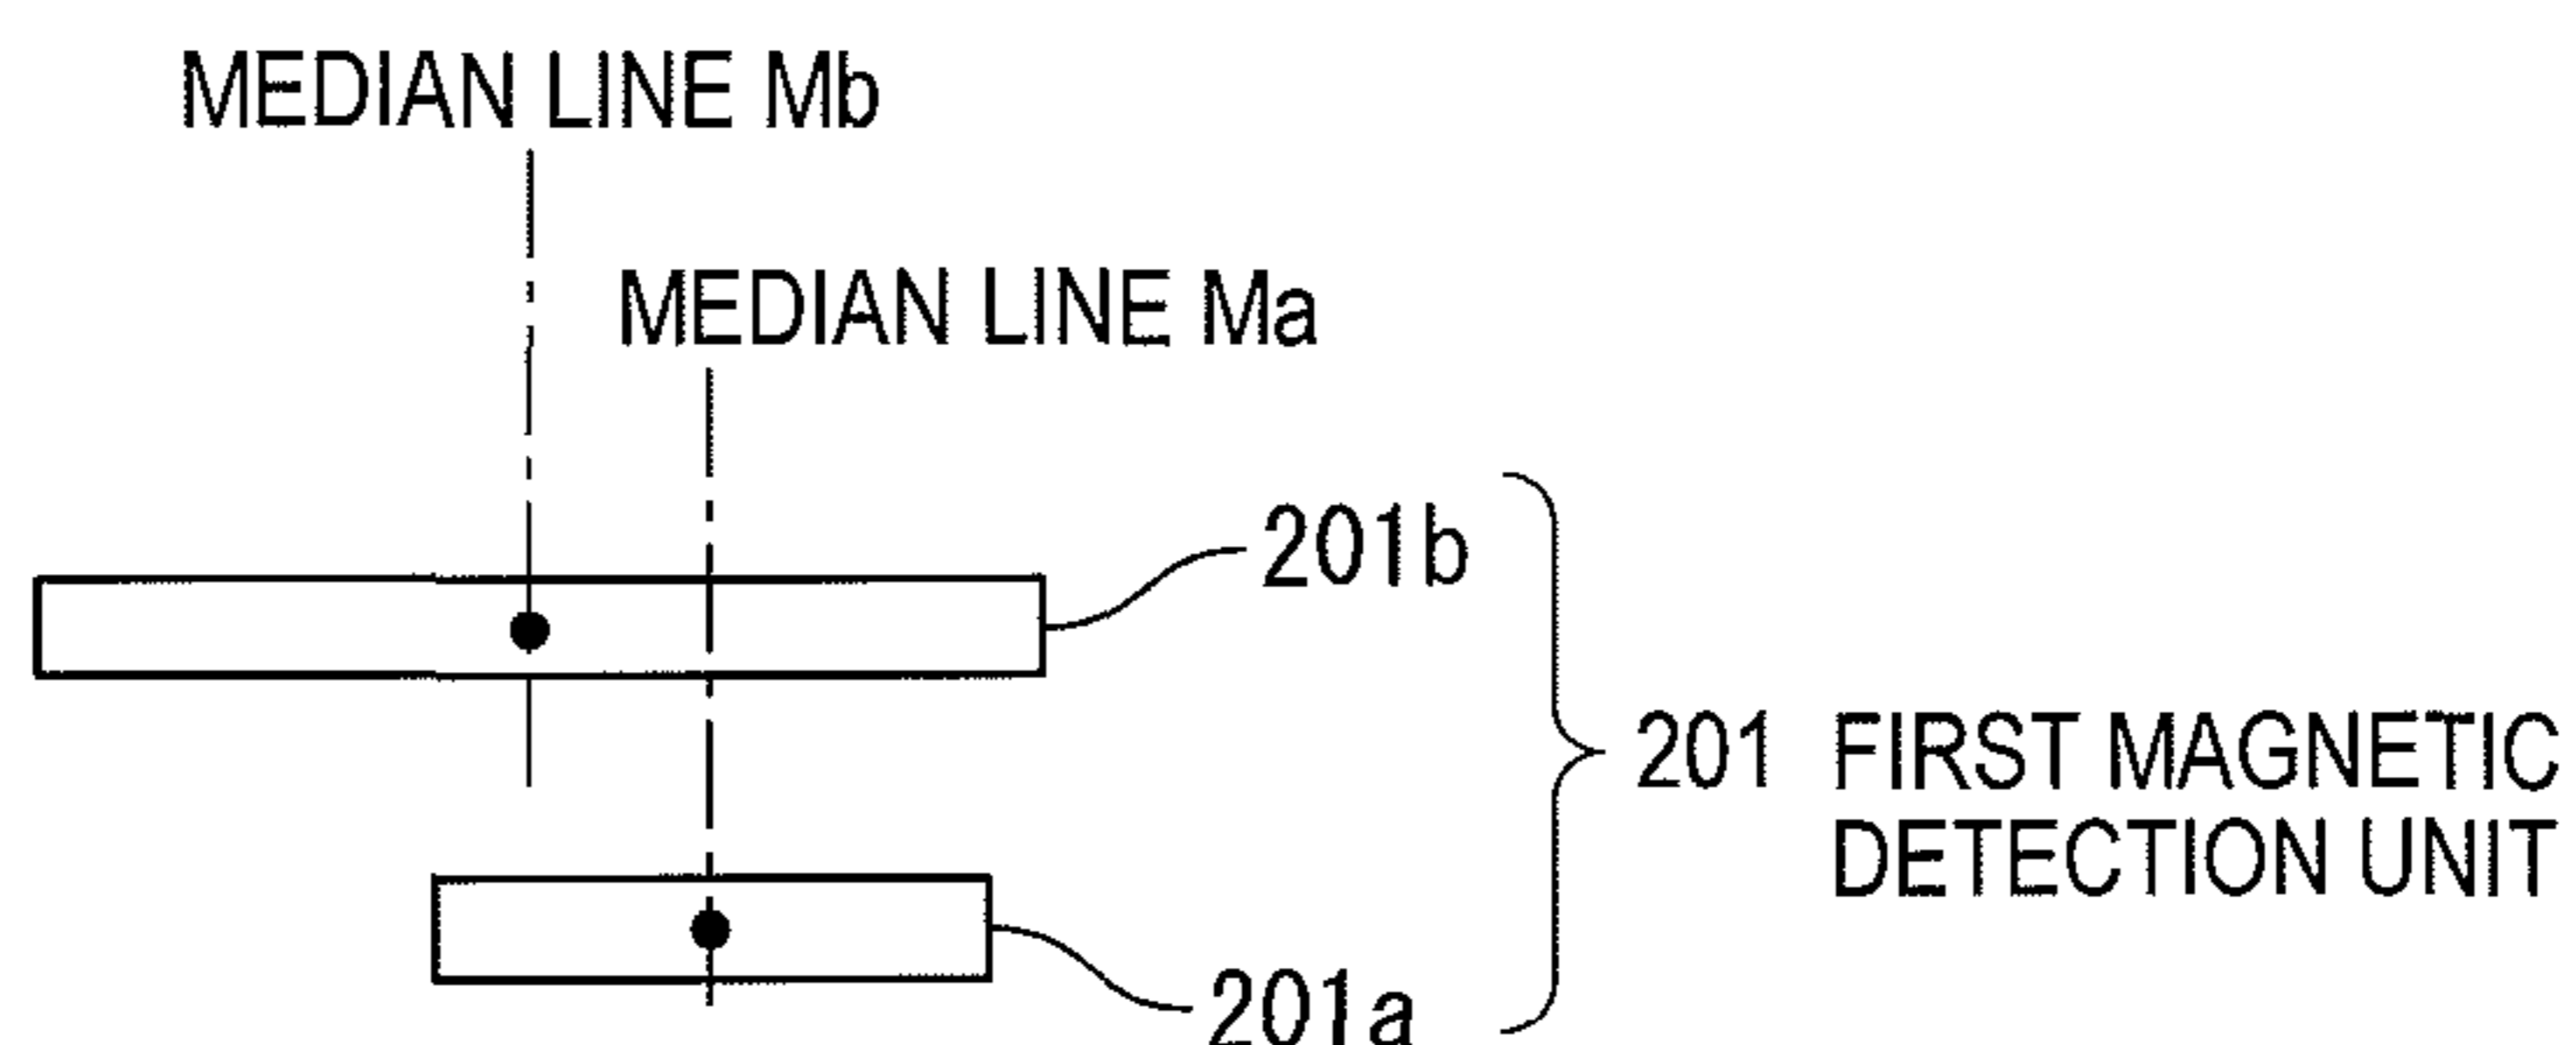 MEDIAN LINE Mb
MEDIAN LINE Ma
201b
201 FIRST MAGNETIC
DETECTION UNIT
201a